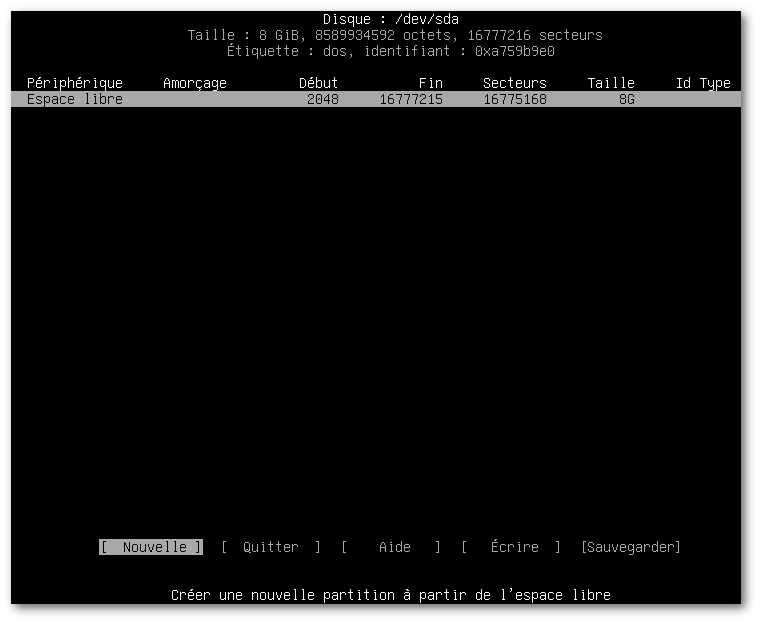 Disque : /dev/sda
Taille : 8 GiB, 8589934592 octets, 16777216 secteurs
Étiquette : dos, identifiant : 0xa759b9e0
Périphérique Amorçage Début Fin Secteurs Taille Id Type
Espace libre 2048 16777215 16775168 8G
[ Nouvelle ] [ Quitter ] [ Aide ] [ Écrire ] [Sauvegarder]
Créer une nouvelle partition à partir de l'espace libre